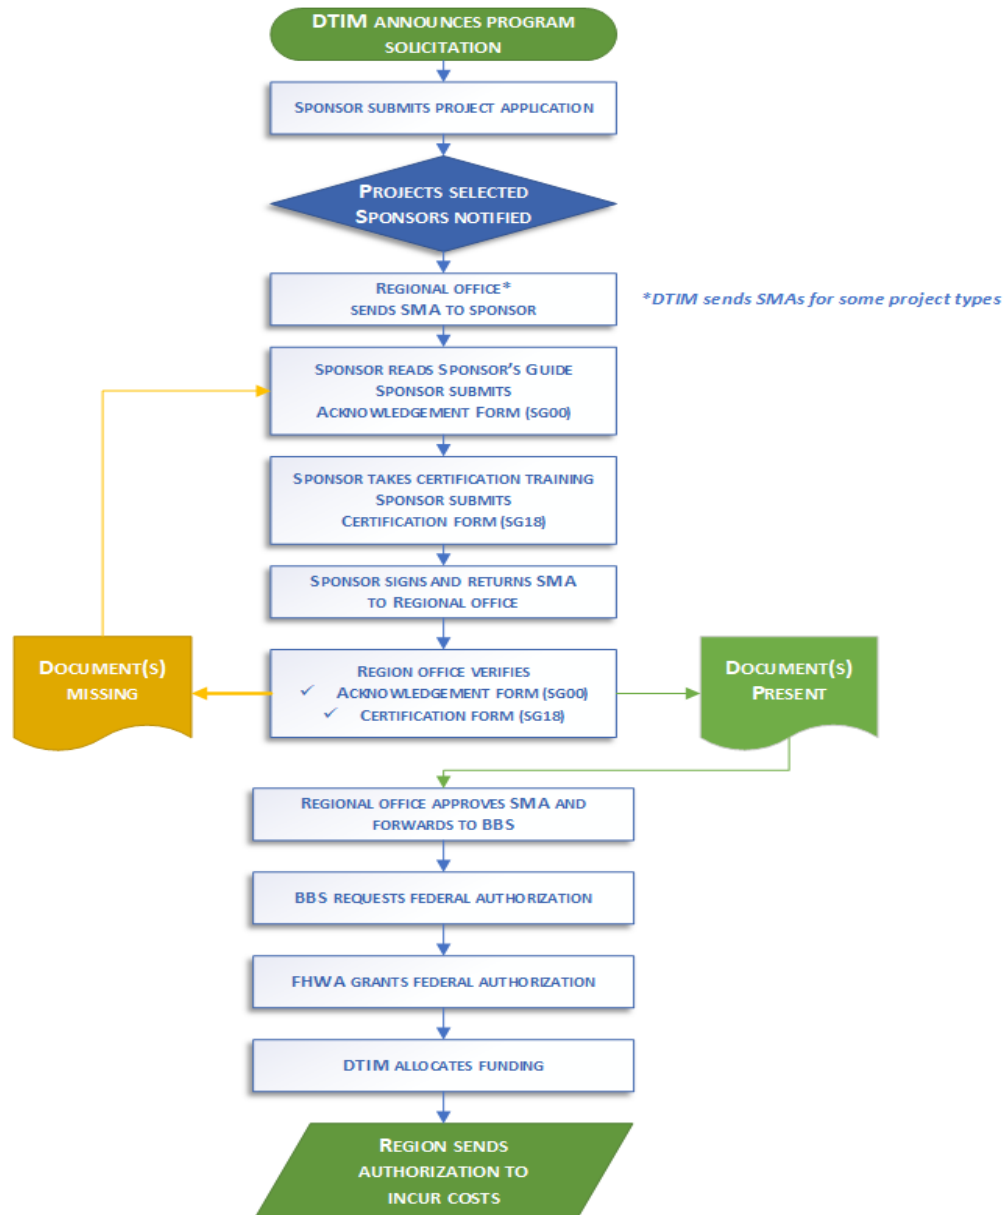 DTIM ANNOUNCES PROGRAM
SOLICITATION
SPONSOR SUBMITS PROJECT APPLICATION
PROJECTS SELECTED
SPONSORS NOTIFIED
REGIONAL OFFICE*
SENDS SMA TO SPONSOR
*DTIM sends SMAs for some project types
SPONSOR READS SPONSOR'S GUIDE
SPONSOR SUBMITS
ACKNOWLEDGEMENT FORM (SG00)
SPONSOR TAKES CERTIFICATION TRAINING
SPONSOR SUBMITS
CERTIFICATION FORM (SG18)
SPONSOR SIGNS AND RETURNS SMA
TO REGIONAL OFFICE
DOCUMENT(S)
MISSING
REGION OFFICE VERIFIES
✓ ACKNOWLEDGEMENT FORM (SG00)
✓ CERTIFICATION FORM (SG18)
DOCUMENT(S)
PRESENT
REGIONAL OFFICE APPROVES SMA AND
FORWARDS TO BBS
BBS REQUESTS FEDERAL AUTHORIZATION
FHWA GRANTS FEDERAL AUTHORIZATION
DTIM ALLOCATES FUNDING
REGION SENDS
AUTHORIZATION TO
INCUR COSTS